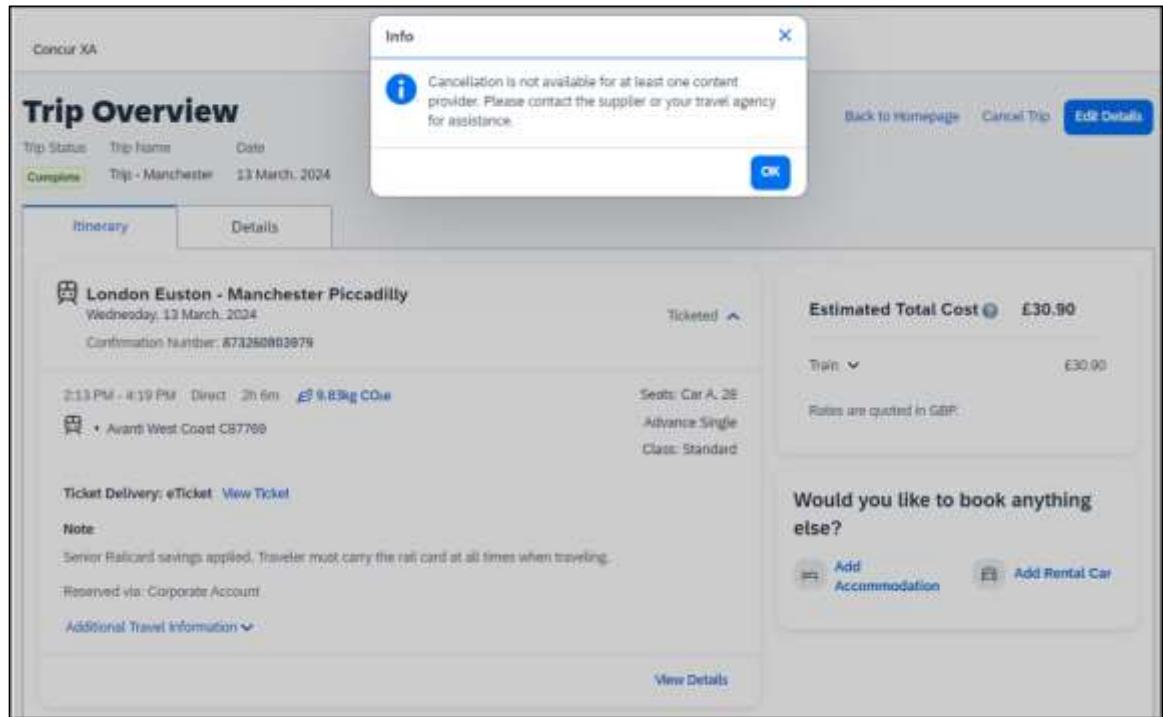 Concur XA
Info
Cancellation is not available for at least one content
provider. Please contact the supplier or your travel agency
for assistance.
OK
Trip Overview
Back to Homepage Cancel Trip Edit Details
Trip Status Trip Name Date
Complete Trip - Manchester 13 March, 2024
Itinerary Details
London Euston - Manchester Piccadilly
Wednesday, 13 March, 2024
Ticketed
Confirmation Number: 873260803979
2:13 PM - 4:19 PM Direct 2h 6m 9.83kg CO₂e
Seats: Car A, 28
Avanti West Coast C87769
Advance Single
Class: Standard
Ticket Delivery: eTicket View Ticket
Note
Senior Railcard savings applied. Traveler must carry the rail card at all times when traveling.
Reserved via: Corporate Account
Additional Travel Information
View Details
Estimated Total Cost £30.90
Train £30.90
Rates are quoted in GBP.
Would you like to book anything
else?
Add
Accommodation
Add Rental Car